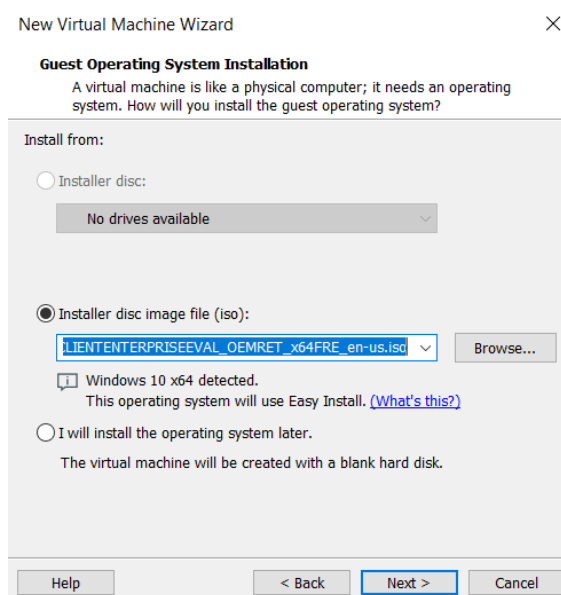 New Virtual Machine Wizard
Guest Operating System Installation
A virtual machine is like a physical computer; it needs an operating
system. How will you install the guest operating system?
Install from:
Installer disc:
No drives available
Installer disc image file (iso):
CLIENTENTERPRISEEVAL_OEMRET_x64FRE_en-us.iso
Browse...
Windows 10 x64 detected.
This operating system will use Easy Install. (What's this?)
I will install the operating system later.
The virtual machine will be created with a blank hard disk.
Help
< Back
Next >
Cancel